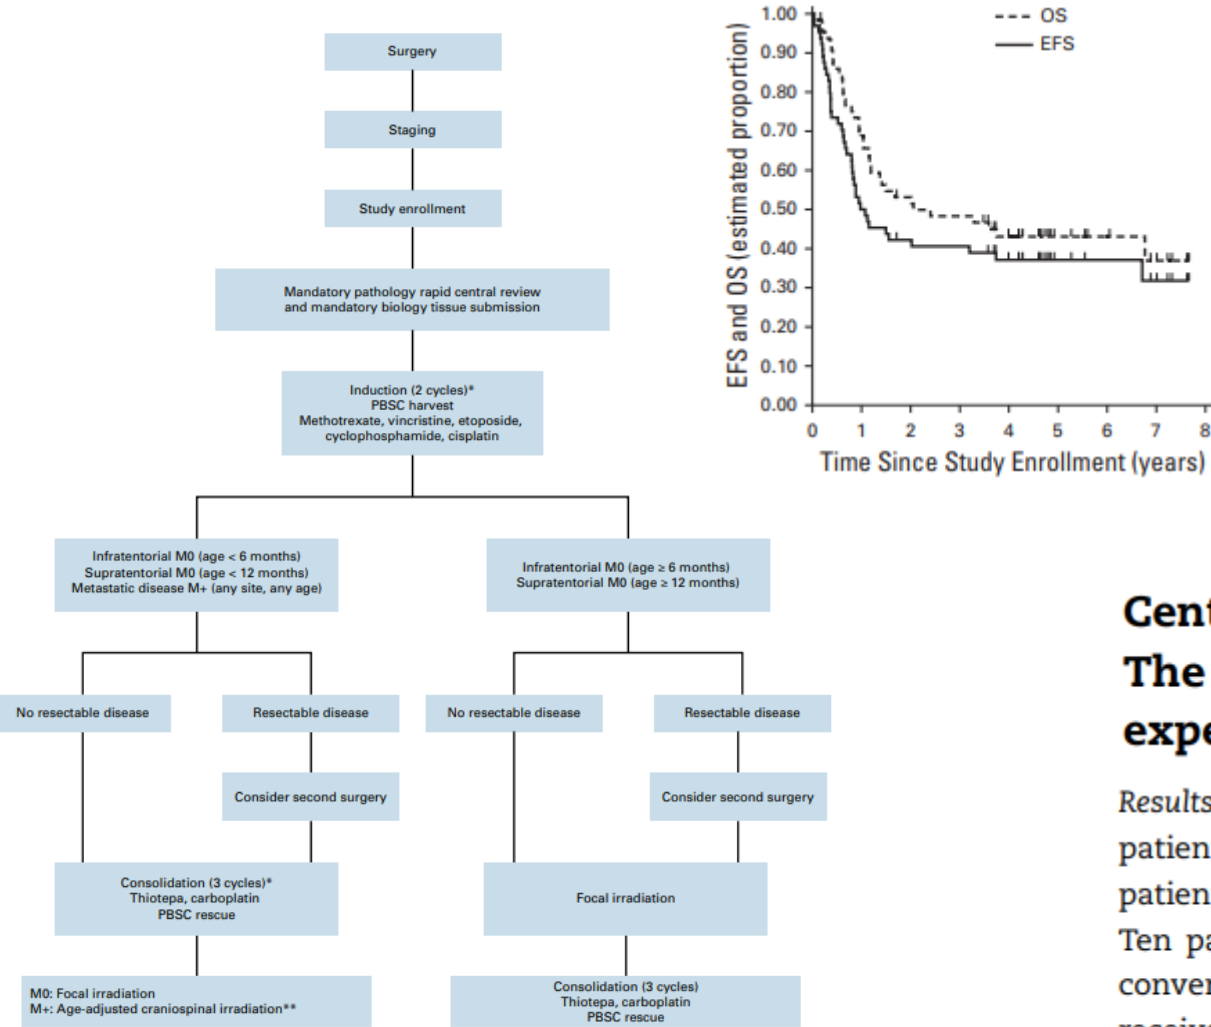 Surgery
Staging
Study enrollment
Mandatory pathology rapid central review
and mandatory biology tissue submission
Induction (2 cycles)*
PBSC harvest
Methotrexate, vincristine, etoposide,
cyclophosphamide, cisplatin
Infratentorial M0 (age < 6 months)
Supratentorial M0 (age < 12 months)
Metastatic disease M+ (any site, any age)
Infratentorial M0 (age ≥ 6 months)
Supratentorial M0 (age ≥ 12 months)
No resectable disease
Resectable disease
No resectable disease
Resectable disease
Consider second surgery
Consider second surgery
Consolidation (3 cycles)*
Thiotepa, carboplatin
PBSC rescue
Focal irradiation
M0: Focal irradiation
M+: Age-adjusted craniospinal irradiation**
Consolidation (3 cycles)
Thiotepa, carboplatin
PBSC rescue
OS
EFS
EFS and OS (estimated proportion)
1.00
0.90
0.80
0.70
0.60
0.50
0.40
0.30
0.20
0.10
0.00
0 1 2 3 4 5 6 7 8
Time Since Study Enrollment (years)
Cent
The
expe
Results
patien
patien
Ten pa
conver